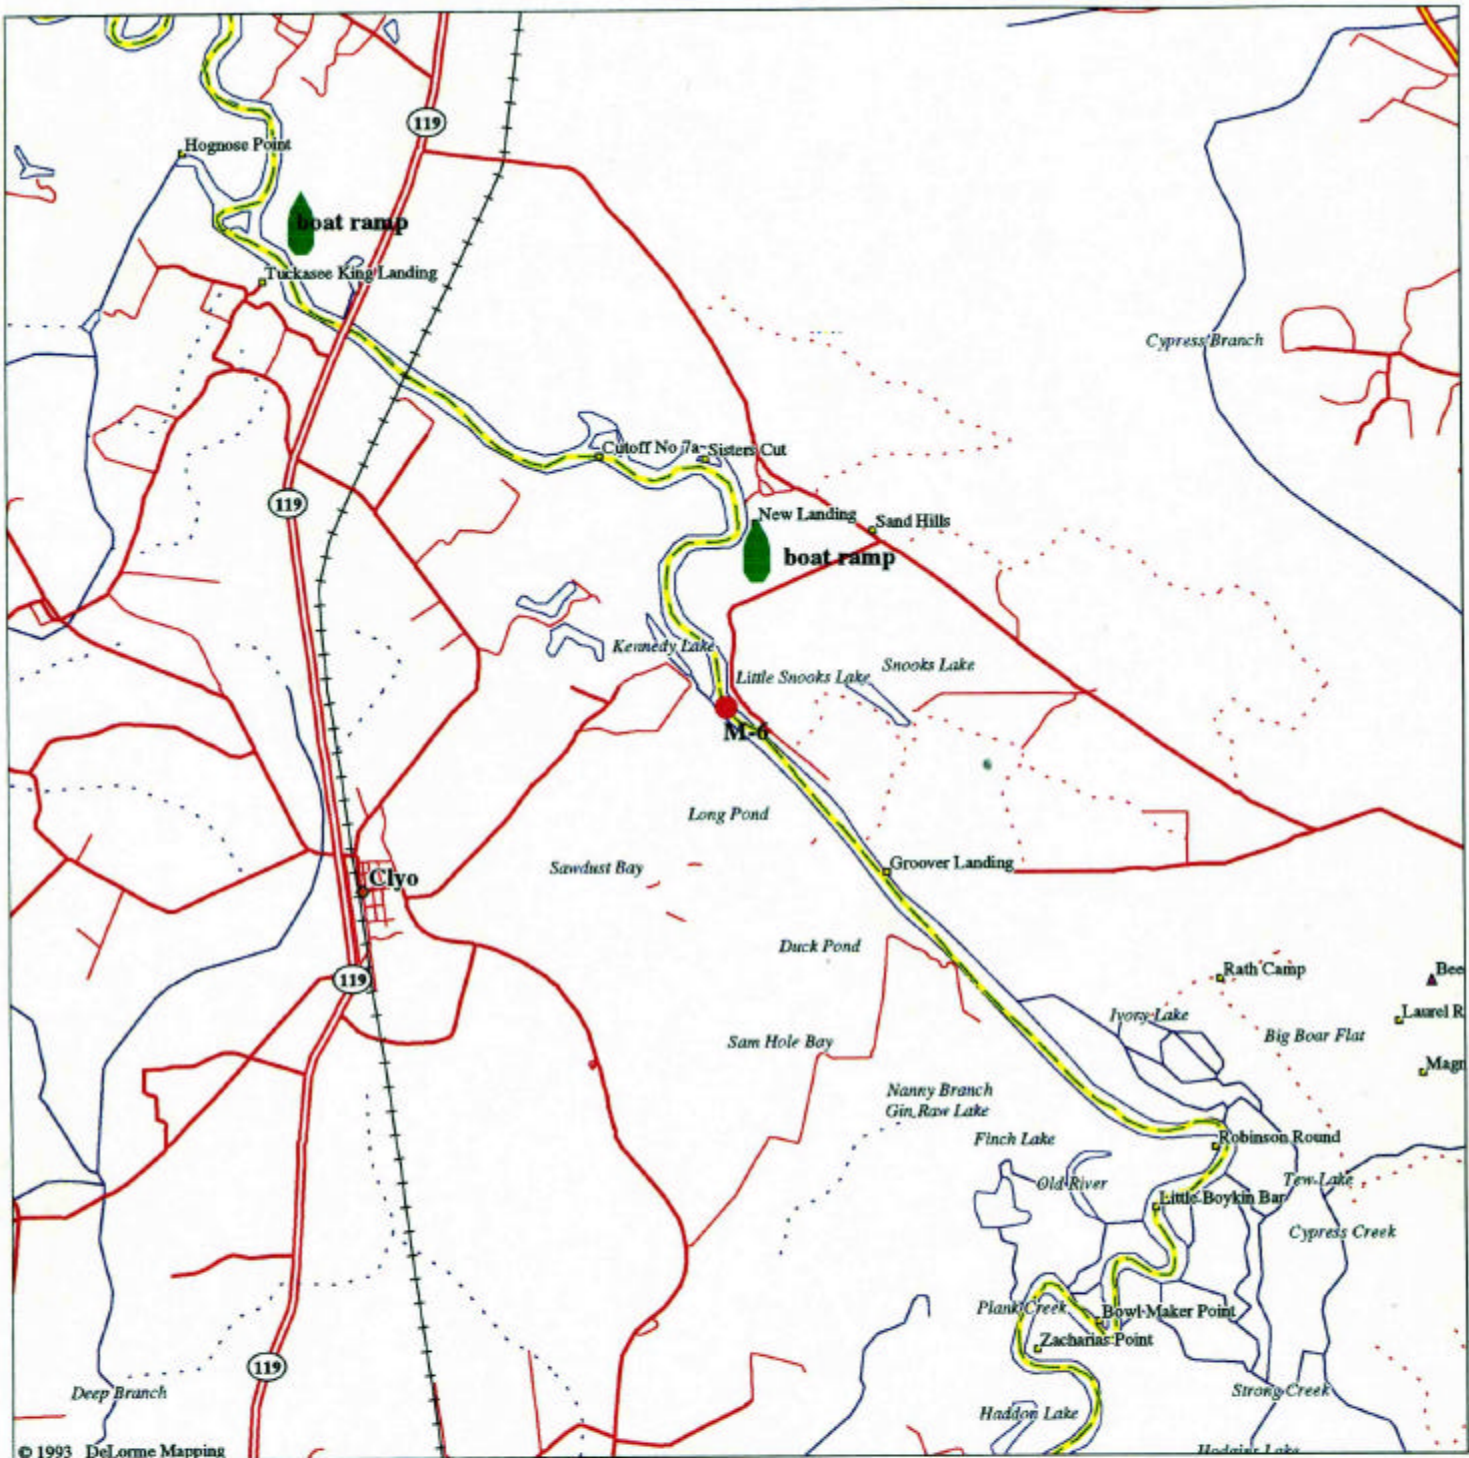 119
Hognose Point
boat ramp
Tuckasee King Landing
Cypress Branch
Cutoff No 7a
Sisters Cut
119
New Landing
Sand Hills
boat ramp
Kennedy Lake
Snooks Lake
Little Snooks Lake
M-6
Long Pond
Groover Landing
Sawdust Bay
Clyo
Duck Pond
Rath Camp
Bee
119
Laurel R
Ivory Lake
Big Boar Flat
Sam Hole Bay
Magr
Nanny Branch
Gin Raw Lake
Finch Lake
Robinson Round
Old River
Tew Lake
Little Boykin Bar
Cypress Creek
Plank Creek
Bowl Maker Point
Zacharias Point
119
Deep Branch
Strong Creek
Haddon Lake
© 1993 DeLorme Mapping